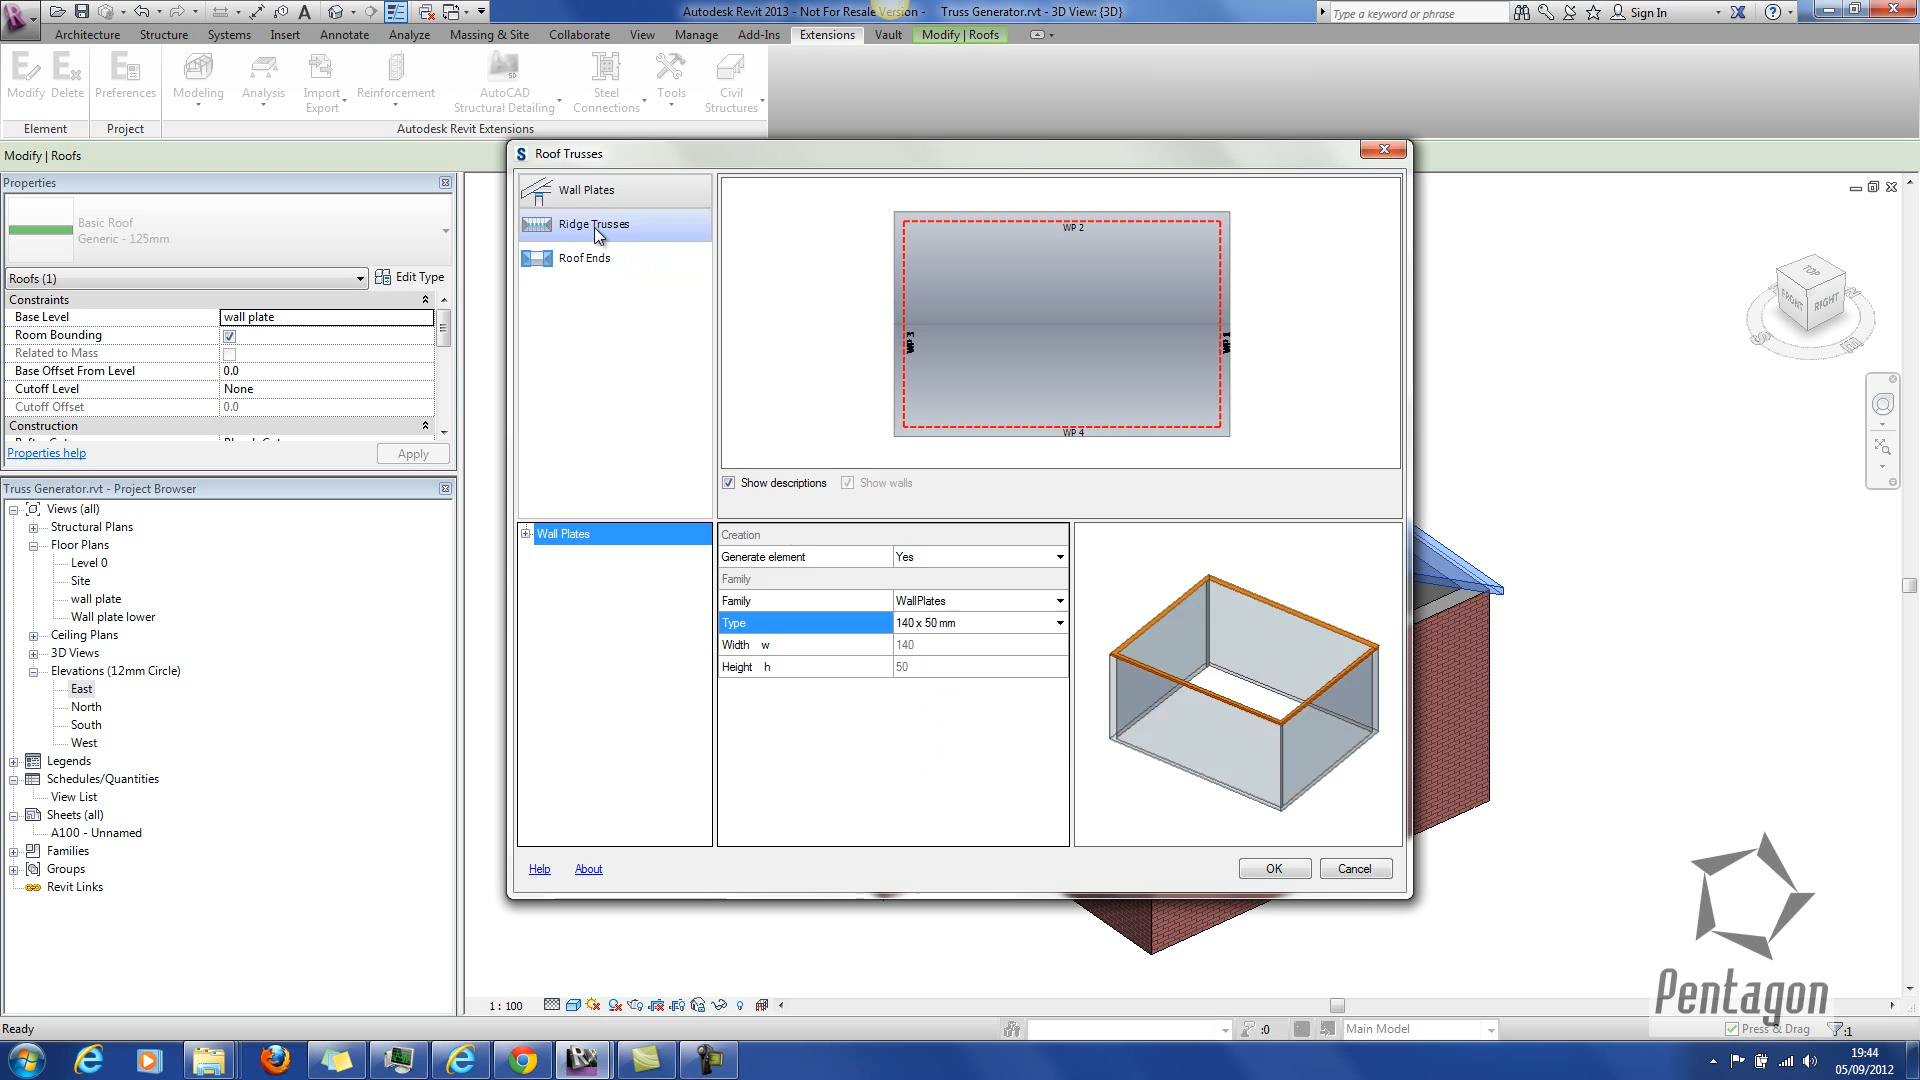 Autodesk Revit 2013 - Not For Resale Version - Truss Generator.rvt - 3D View: {3D}
Type a keyword or phrase
Sign In
Architecture Structure Systems Insert Annotate Analyze Massing & Site Collaborate View Manage Add-Ins Extensions Vault Modify | Roofs
Modify Delete Preferences Modeling Analysis Import Export Reinforcement AutoCAD Structural Detailing Steel Connections Tools Civil Structures
Element Project Autodesk Revit Extensions
Modify | Roofs
Properties
Basic Roof
Generic - 125mm
Roofs (1) Edit Type
Constraints
Base Level wall plate
Room Bounding
Related to Mass
Base Offset From Level 0.0
Cutoff Level None
Cutoff Offset 0.0
Construction
Properties help Apply
Truss Generator.rvt - Project Browser
Views (all)
Structural Plans
Floor Plans
Level 0
Site
wall plate
Wall plate lower
Ceiling Plans
3D Views
Elevations (12mm Circle)
East
North
South
West
Legends
Schedules/Quantities
View List
Sheets (all)
A100 - Unnamed
Families
Groups
Revit Links
Roof Trusses
Wall Plates
Ridge Trusses
Roof Ends
WP 2
WP 3
WP 1
WP 4
Show descriptions Show walls
Wall Plates
Creation
Generate element Yes
Family
Family WallPlates
Type 140 x 50 mm
Width w 140
Height h 50
Help About OK Cancel
TOP
FRONT RIGHT
S E
Pentagon
1 : 100
Ready
:0
Main Model
Press & Drag
:1
19:44
05/09/2012